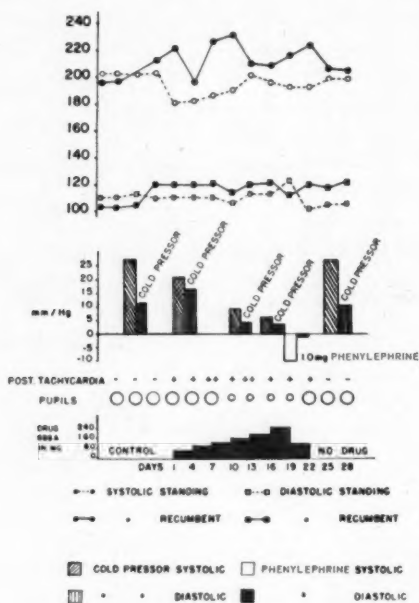 240
220
200
180
160
120
100
COLD PRESSOR
COLD PRESSOR
COLD PRESSOR
COLD PRESSOR
COLD PRESSOR
25
20
15
mm/Hg 10
5
0
-5
-10
1.0mg PHENYLEPHRINE
POST. TACHYCARDIA
PUPILS
DRUG 240
160
IN MG 0
CONTROL NO DRUG
DAYS 1 4 7 10 13 16 19 22 25 28
SYSTOLIC STANDING DIASTOLIC STANDING
RECUMBENT RECUMBENT
COLD PRESSOR SYSTOLIC PHENYLEPHRINE SYSTOLIC
DIASTOLIC DIASTOLIC